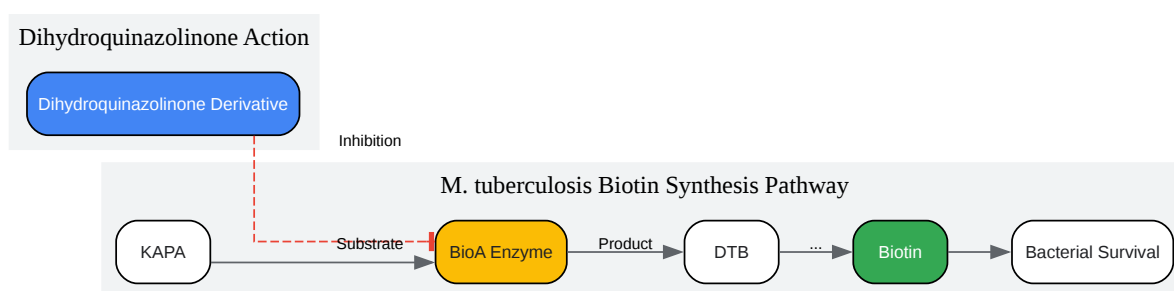 Dihydroquinazolinone Action
Dihydroquinazolinone Derivative
Inhibition
M. tuberculosis Biotin Synthesis Pathway
KAPA
Substrate
BioA Enzyme
Product
DTB
...
Biotin
Bacterial Survival